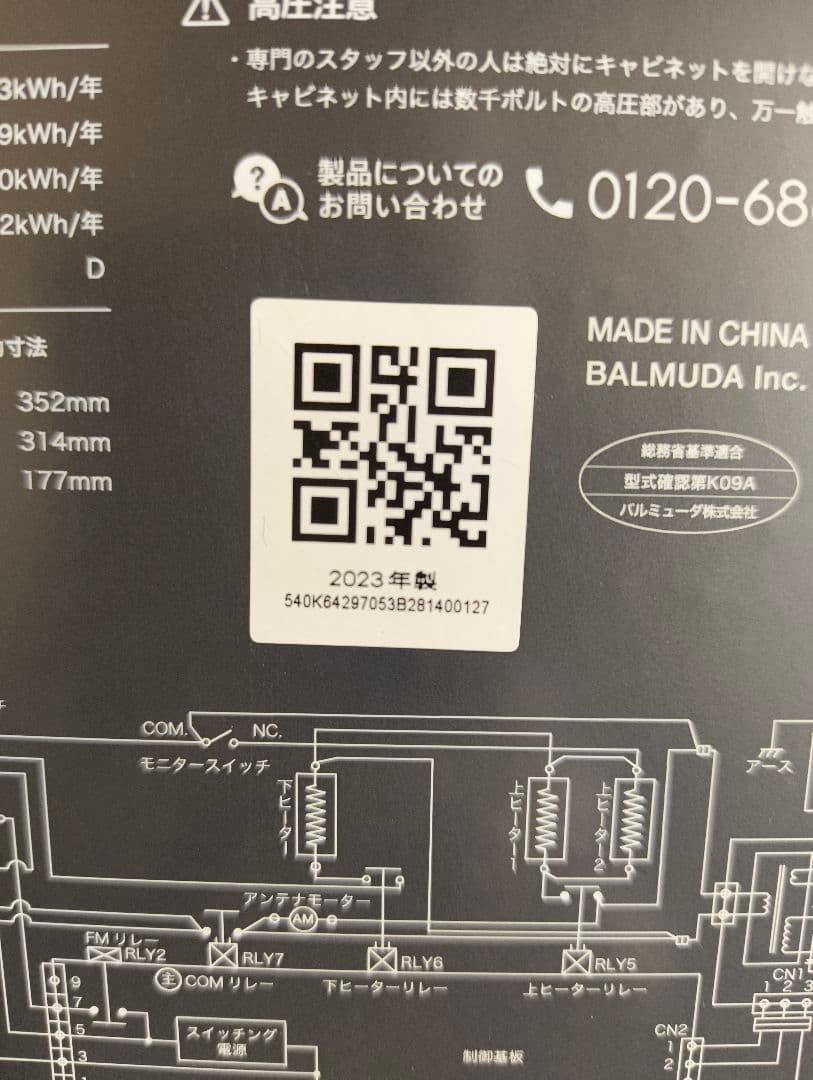 高圧注意
・専門のスタッフ以外の人は絶対にキャビネットを開けな
キャビネット内には数千ボルトの高圧部があり、万一触
3kWh/年
9kWh/年
0kWh/年
2kWh/年
D
寸法
352mm
314mm
177mm
? A
製品についての
お問い合わせ
0120-68
MADE IN CHINA
BALMUDA Inc.
総務省基準適合
型式確認第K09A
バルミューダ株式会社
2023年製
540K64297053B281400127
COM.
NC.
モニタースイッチ
下ヒーター
上ヒーター1
上ヒーター2
アース
アンテナモーター
AM
FMリレー
RLY2
RLY7
RLY6
RLY5
主 COMリレー
下ヒーターリレー
上ヒーターリレー
9
7
5
3
スイッチング
電源
制御基板
CN1
1 2 3
CN2
1
2